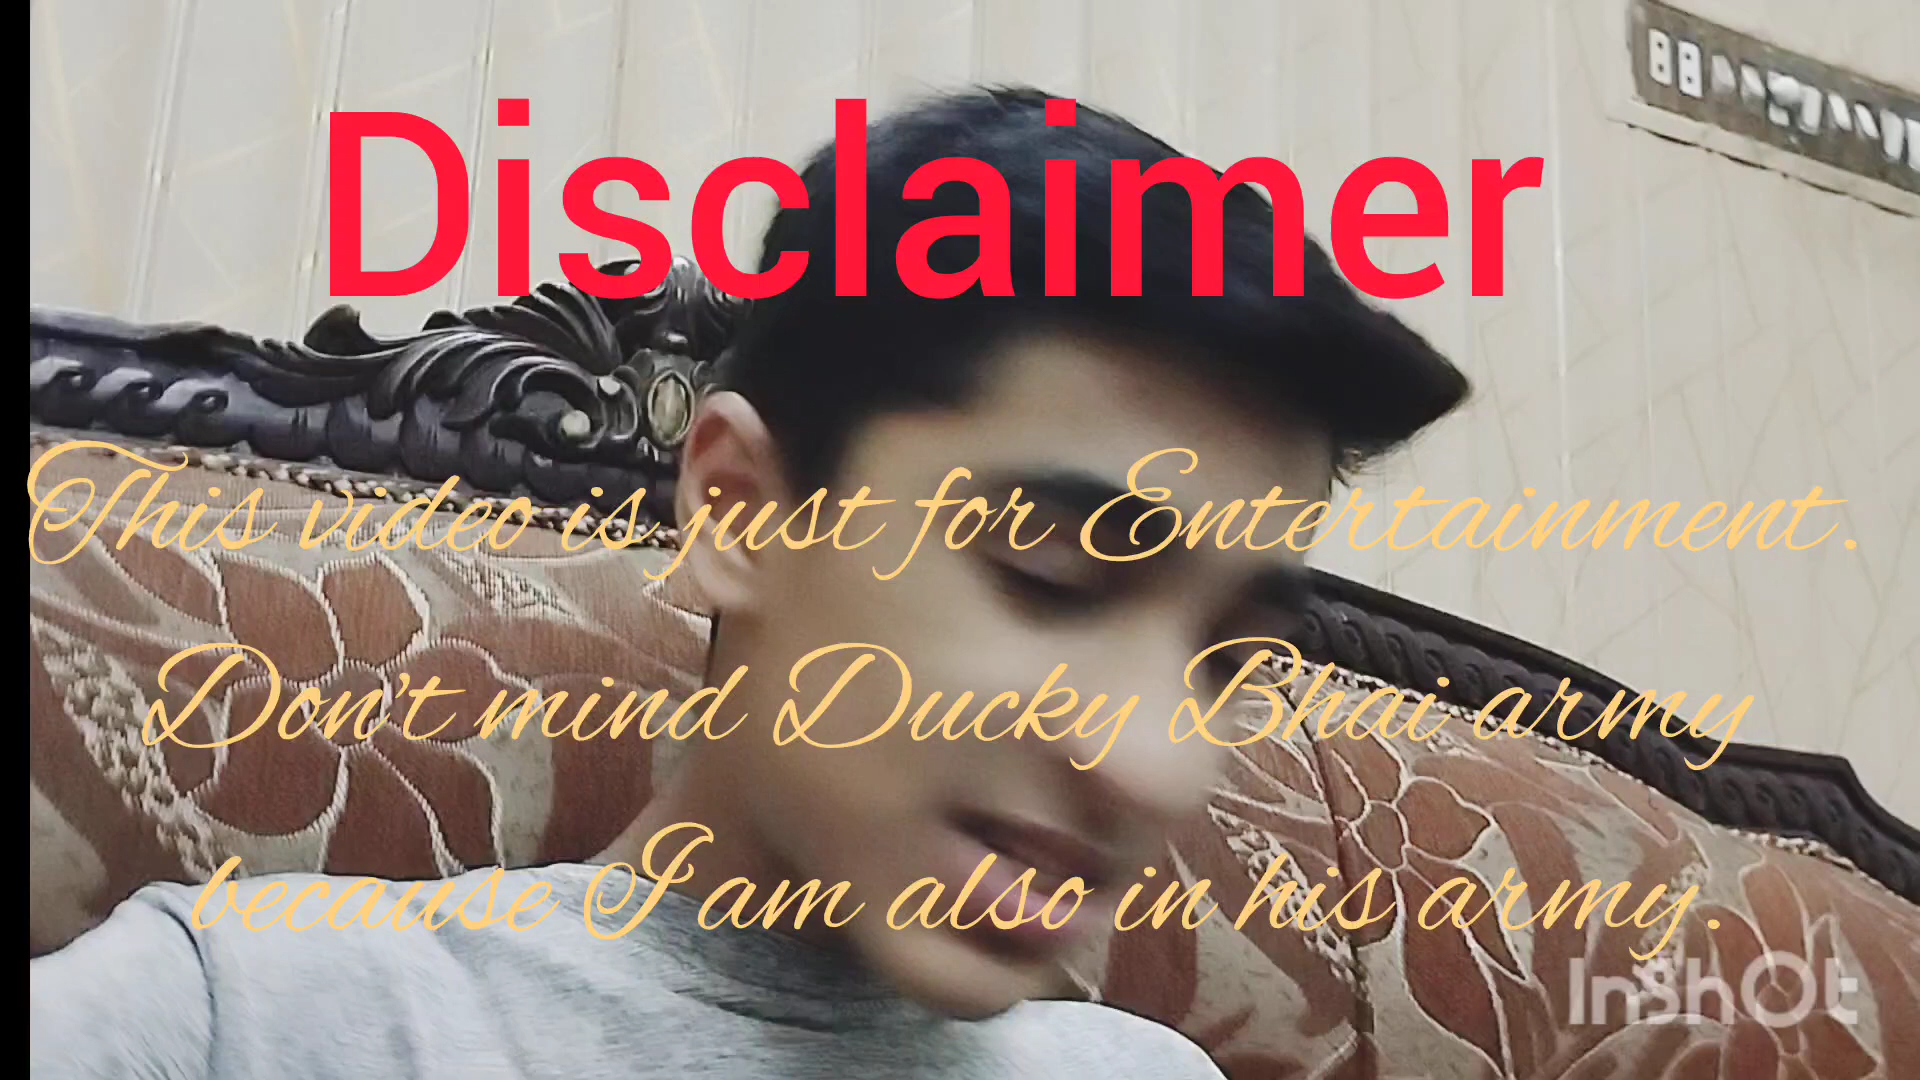 Disclaimer
This video is just for Entertainment.
Don't mind Ducky Bhai army
because I am also in his army.
InShOt